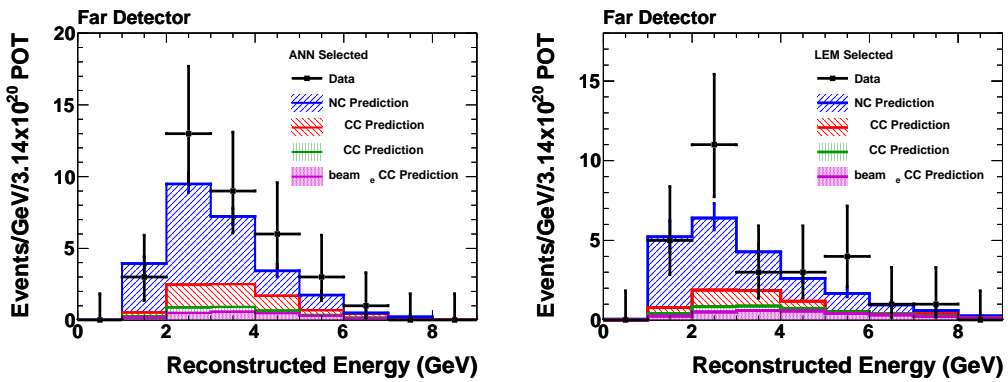 Far Detector
ANN Selected
Data
NC Prediction
CC Prediction
CC Prediction
beam e CC Prediction
Events/GeV/3.14x10^20 POT
20
15
10
5
0
0 2 4 6 8
Reconstructed Energy (GeV)
Far Detector
LEM Selected
Data
NC Prediction
CC Prediction
CC Prediction
beam e CC Prediction
Events/GeV/3.14x10^20 POT
15
10
5
0
0 2 4 6 8
Reconstructed Energy (GeV)